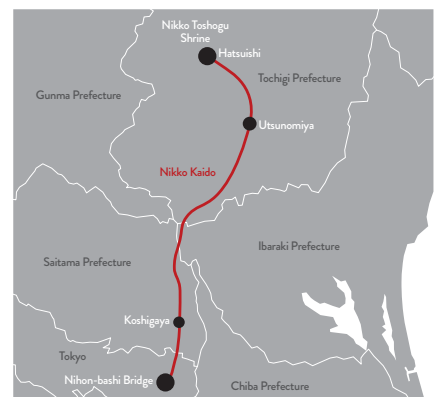 Nikko Toshogu
Shrine
Hatsuishi
Tochigi Prefecture
Gunma Prefecture
Utsunomiya
Nikko Kaido
Ibaraki Prefecture
Saitama Prefecture
Koshigaya
Tokyo
Nihon-bashi Bridge
Chiba Prefecture